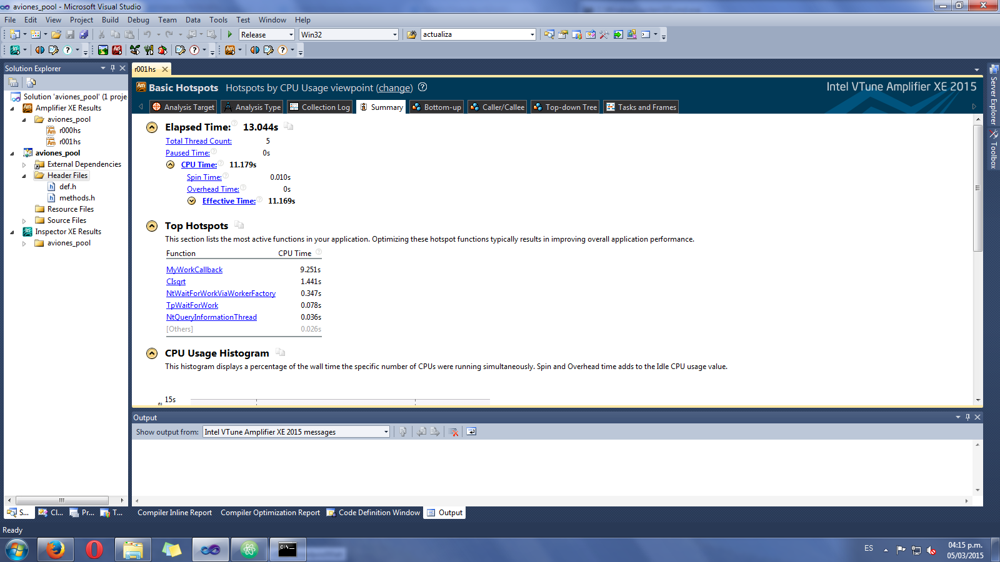 aviones_pool - Microsoft Visual Studio
File Edit View Project Build Debug Team Data Tools Test Window Help
Release Win32 actualiza
Solution Explorer
Solution 'aviones_pool' (1 proje
Amplifier XE Results
aviones_pool
r000hs
r001hs
aviones_pool
External Dependencies
Header Files
def.h
methods.h
Resource Files
Source Files
Inspector XE Results
aviones_pool
S... Cl... Pr... T...
r001hs
Basic Hotspots Hotspots by CPU Usage viewpoint (change) ?
Intel VTune Amplifier XE 2015
Analysis Target Analysis Type Collection Log Summary Bottom-up Caller/Callee Top-down Tree Tasks and Frames
Elapsed Time: 13.044s
Total Thread Count: 5
Paused Time: 0s
CPU Time: 11.179s
Spin Time: 0.010s
Overhead Time: 0s
Effective Time: 11.169s
Top Hotspots
This section lists the most active functions in your application. Optimizing these hotspot functions typically results in improving overall application performance.
Function CPU Time
MyWorkCallback 9.251s
CIsqrt 1.441s
NtWaitForWorkViaWorkerFactory 0.347s
TpWaitForWork 0.078s
NtQueryInformationThread 0.036s
[Others] 0.026s
CPU Usage Histogram
This histogram displays a percentage of the wall time the specific number of CPUs were running simultaneously. Spin and Overhead time adds to the Idle CPU usage value.
15s
Output
Show output from: Intel VTune Amplifier XE 2015 messages
Compiler Inline Report Compiler Optimization Report Code Definition Window Output
Server Explorer
Toolbox
Ready
ES
04:15 p.m.
05/03/2015